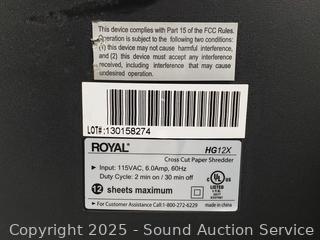 This device complies with Part 15 of the FCC Rules.
Operation is subject to the following two conditions:
(1) this device may not cause harmful interference,
and (2) this device must accept any interference
received, including interference that may cause
undesired operation.
LOT#:130158274
ROYAL® HG12X
Cross Cut Paper Shredder
Input: 115VAC, 6.0Amp, 60Hz
Duty Cycle: 2 min on / 30 min off
12 sheets maximum
For Customer Assistance Call:1-800-272-6229
UL
LISTED
Copyright 2025 - Sound Auction Service